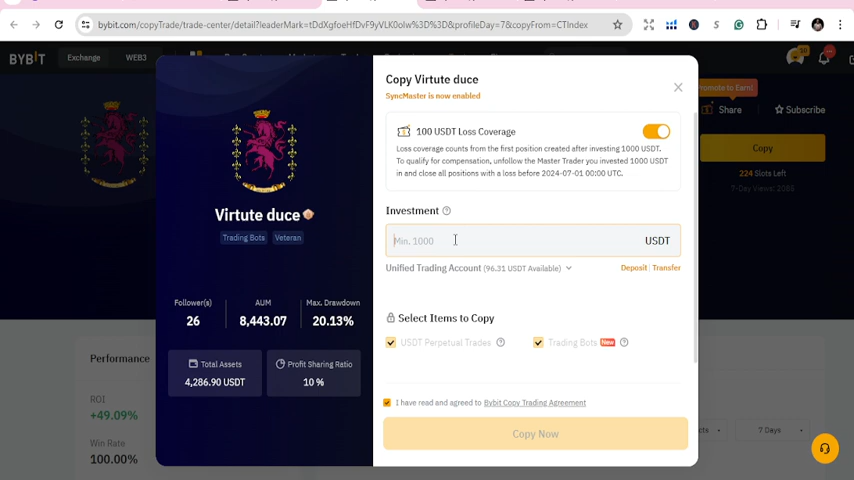 bybit.com/copyTrade/trade-center/detail?leaderMark=tDdXgfoeHfDvF9yVLK0olw%3D%3D&profileDay=7&copyFrom=CTIndex
BYBIT
Exchange
WEB3
Promote to Earn!
Share
Subscribe
Copy
224 Slots Left
7-Day Views: 2088
Virtute duce
Trading Bots
Veteran
Follower(s)
AUM
Max. Drawdown
26
8,443.07
20.13%
Total Assets
Profit Sharing Ratio
4,286.90 USDT
10 %
Copy Virtute duce
SyncMaster is now enabled
100 USDT Loss Coverage
Loss coverage counts from the first position created after investing 1000 USDT.
To qualify for compensation, unfollow the Master Trader you invested 1000 USDT
in and close all positions with a loss before 2024-07-01 00:00 UTC.
Investment
Min. 1000
USDT
Unified Trading Account (96.31 USDT Available)
Deposit | Transfer
Select Items to Copy
USDT Perpetual Trades
Trading Bots New
I have read and agreed to Bybit Copy Trading Agreement
Copy Now
Performance
ROI
+49.09%
Win Rate
100.00%
7 Days